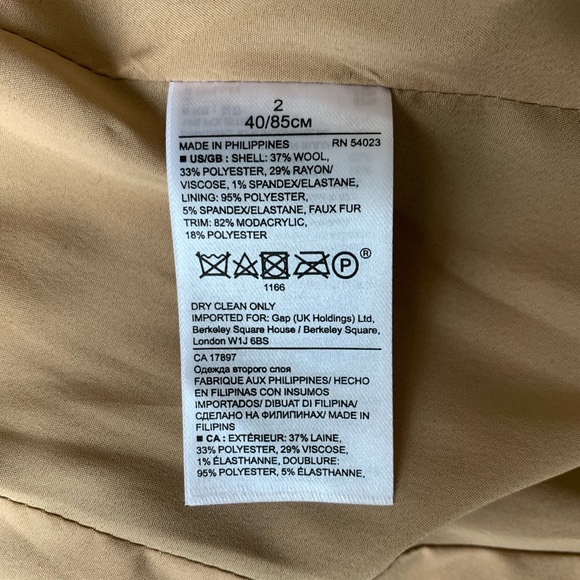 2
40/85CM
MADE IN PHILIPPINES RN 54023
■ US/GB : SHELL: 37% WOOL,
33% POLYESTER, 29% RAYON/
VISCOSE, 1% SPANDEX/ELASTANE,
LINING: 95% POLYESTER,
5% SPANDEX/ELASTANE, FAUX FUR
TRIM: 82% MODACRYLIC,
18% POLYESTER
P ®
1166
DRY CLEAN ONLY
IMPORTED FOR: Gap (UK Holdings) Ltd,
Berkeley Square House / Berkeley Square,
London W1J 6BS
CA 17897
Одежда второго слоя
FABRIQUÉ AUX PHILIPPINES/ HECHO
EN FILIPINAS CON INSUMOS
IMPORTADOS/ DIBUAT DI FILIPINA/
СДЕЛАНО НА ФИЛИПИНАХ/ MADE IN
FILIPINS
■ CA : EXTÉRIEUR: 37% LAINE,
33% POLYESTER, 29% VISCOSE,
1% ÉLASTHANNE, DOUBLURE:
95% POLYESTER, 5% ÉLASTHANNE,